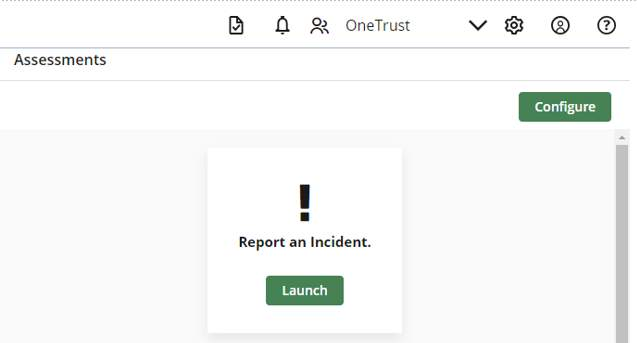 OneTrust
Assessments
Configure
Report an Incident.
Launch